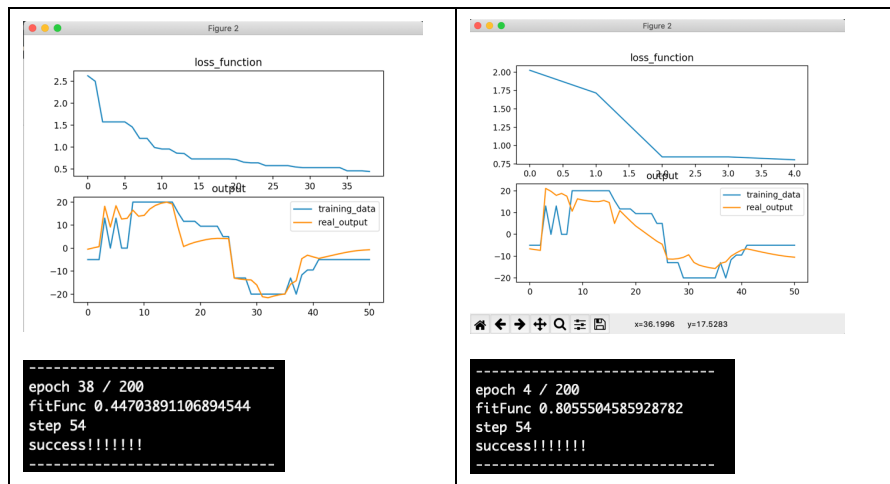 Figure 2
loss_function
2.5
2.0
1.5
1.0
0.5
0 5 10 15 20 25 30 35
output
20
10
0
−10
−20
training_data
real_output
0 10 20 30 40 50
------------------------------
epoch 38 / 200
fitFunc 0.44703891106894544
step 54
success!!!!!!!
------------------------------
Figure 2
loss_function
2.00
1.75
1.50
1.25
1.00
0.75
0.0 0.5 1.0 1.5 2.0 2.5 3.0 3.5 4.0
output
20
10
0
−10
−20
training_data
real_output
0 10 20 30 40 50
x=36.1996 y=17.5283
------------------------------
epoch 4 / 200
fitFunc 0.8055504585928782
step 54
success!!!!!!!
------------------------------